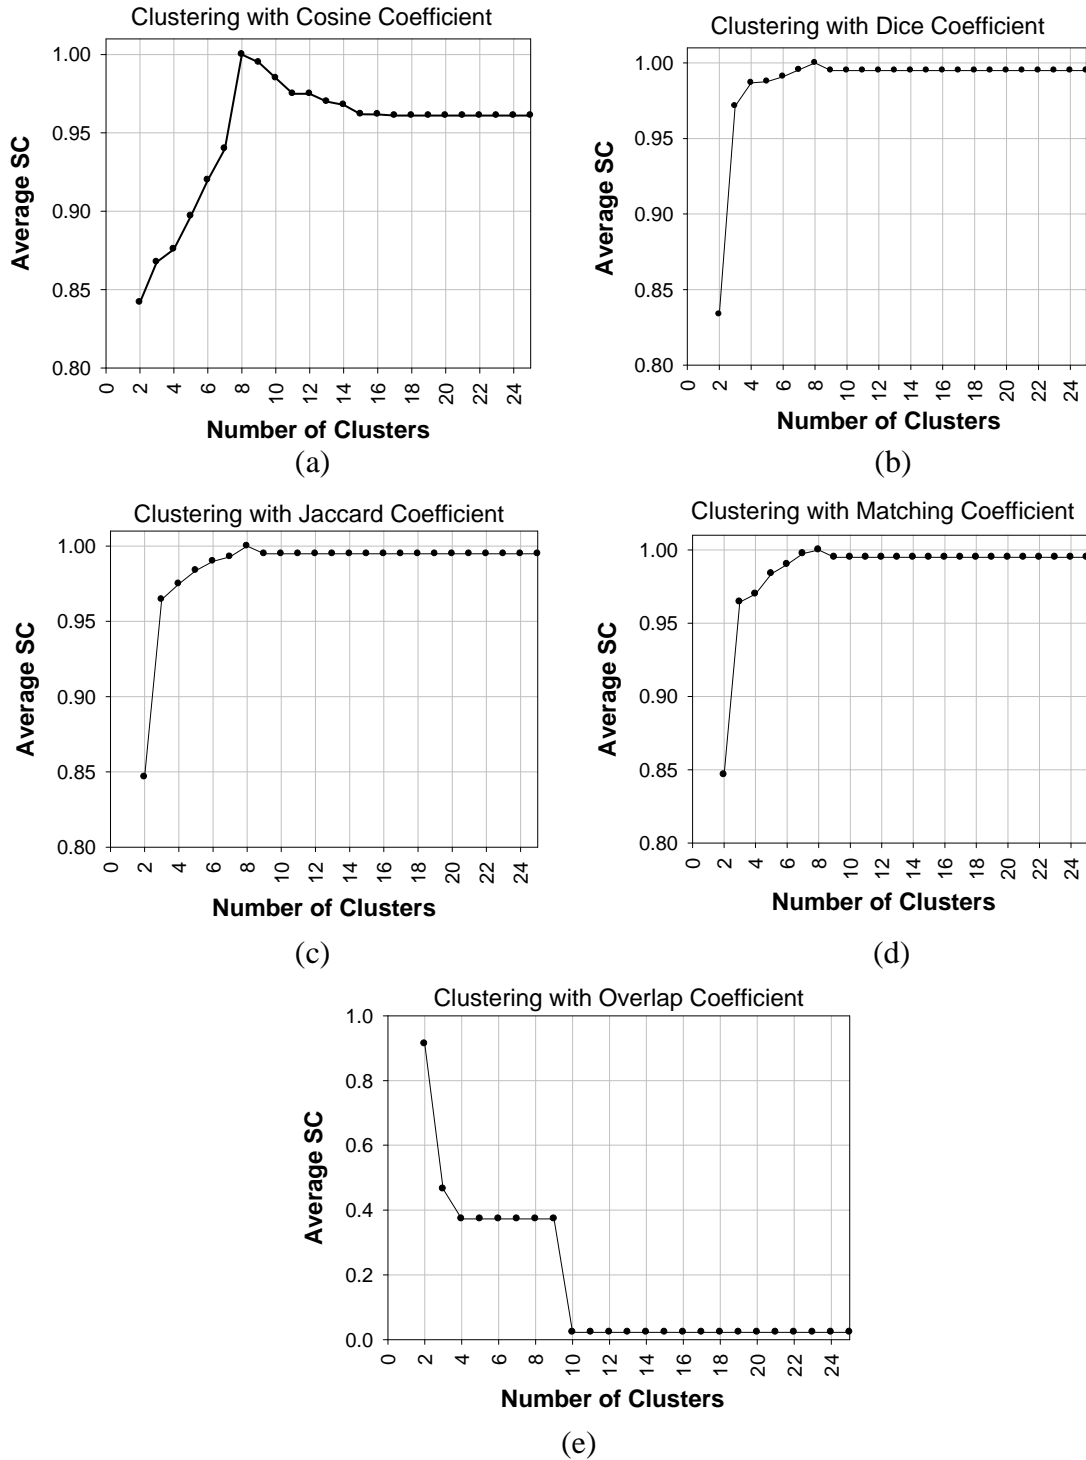 Clustering with Cosine Coefficient
1.00
0.95
0.90
0.85
0.80
Average SC
0 2 4 6 8 10 12 14 16 18 20 22 24
Number of Clusters
(a)
Clustering with Dice Coefficient
1.00
0.95
0.90
0.85
0.80
Average SC
0 2 4 6 8 10 12 14 16 18 20 22 24
Number of Clusters
(b)
Clustering with Jaccard Coefficient
1.00
0.95
0.90
0.85
0.80
Average SC
0 2 4 6 8 10 12 14 16 18 20 22 24
Number of Clusters
(c)
Clustering with Matching Coefficient
1.00
0.95
0.90
0.85
0.80
Average SC
0 2 4 6 8 10 12 14 16 18 20 22 24
Number of Clusters
(d)
Clustering with Overlap Coefficient
1.0
0.8
0.6
0.4
0.2
0.0
Average SC
0 2 4 6 8 10 12 14 16 18 20 22 24
Number of Clusters
(e)